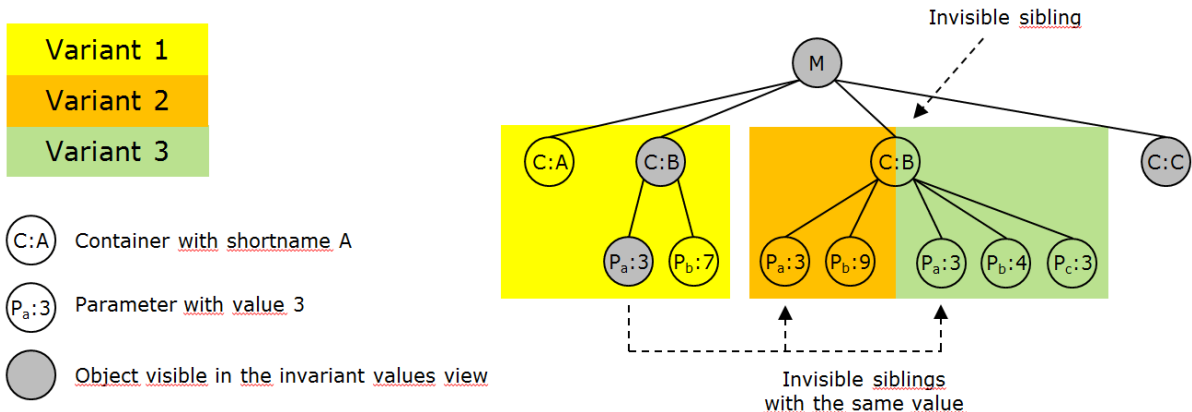 Variant 1
Variant 2
Variant 3
C:A Container with shortname A
Pa:3 Parameter with value 3
Object visible in the invariant values view
Invisible sibling
M
C:A C:B C:B C:C
Pa:3 Pb:7 Pa:3 Pb:9 Pa:3 Pb:4 Pc:3
Invisible siblings
with the same value